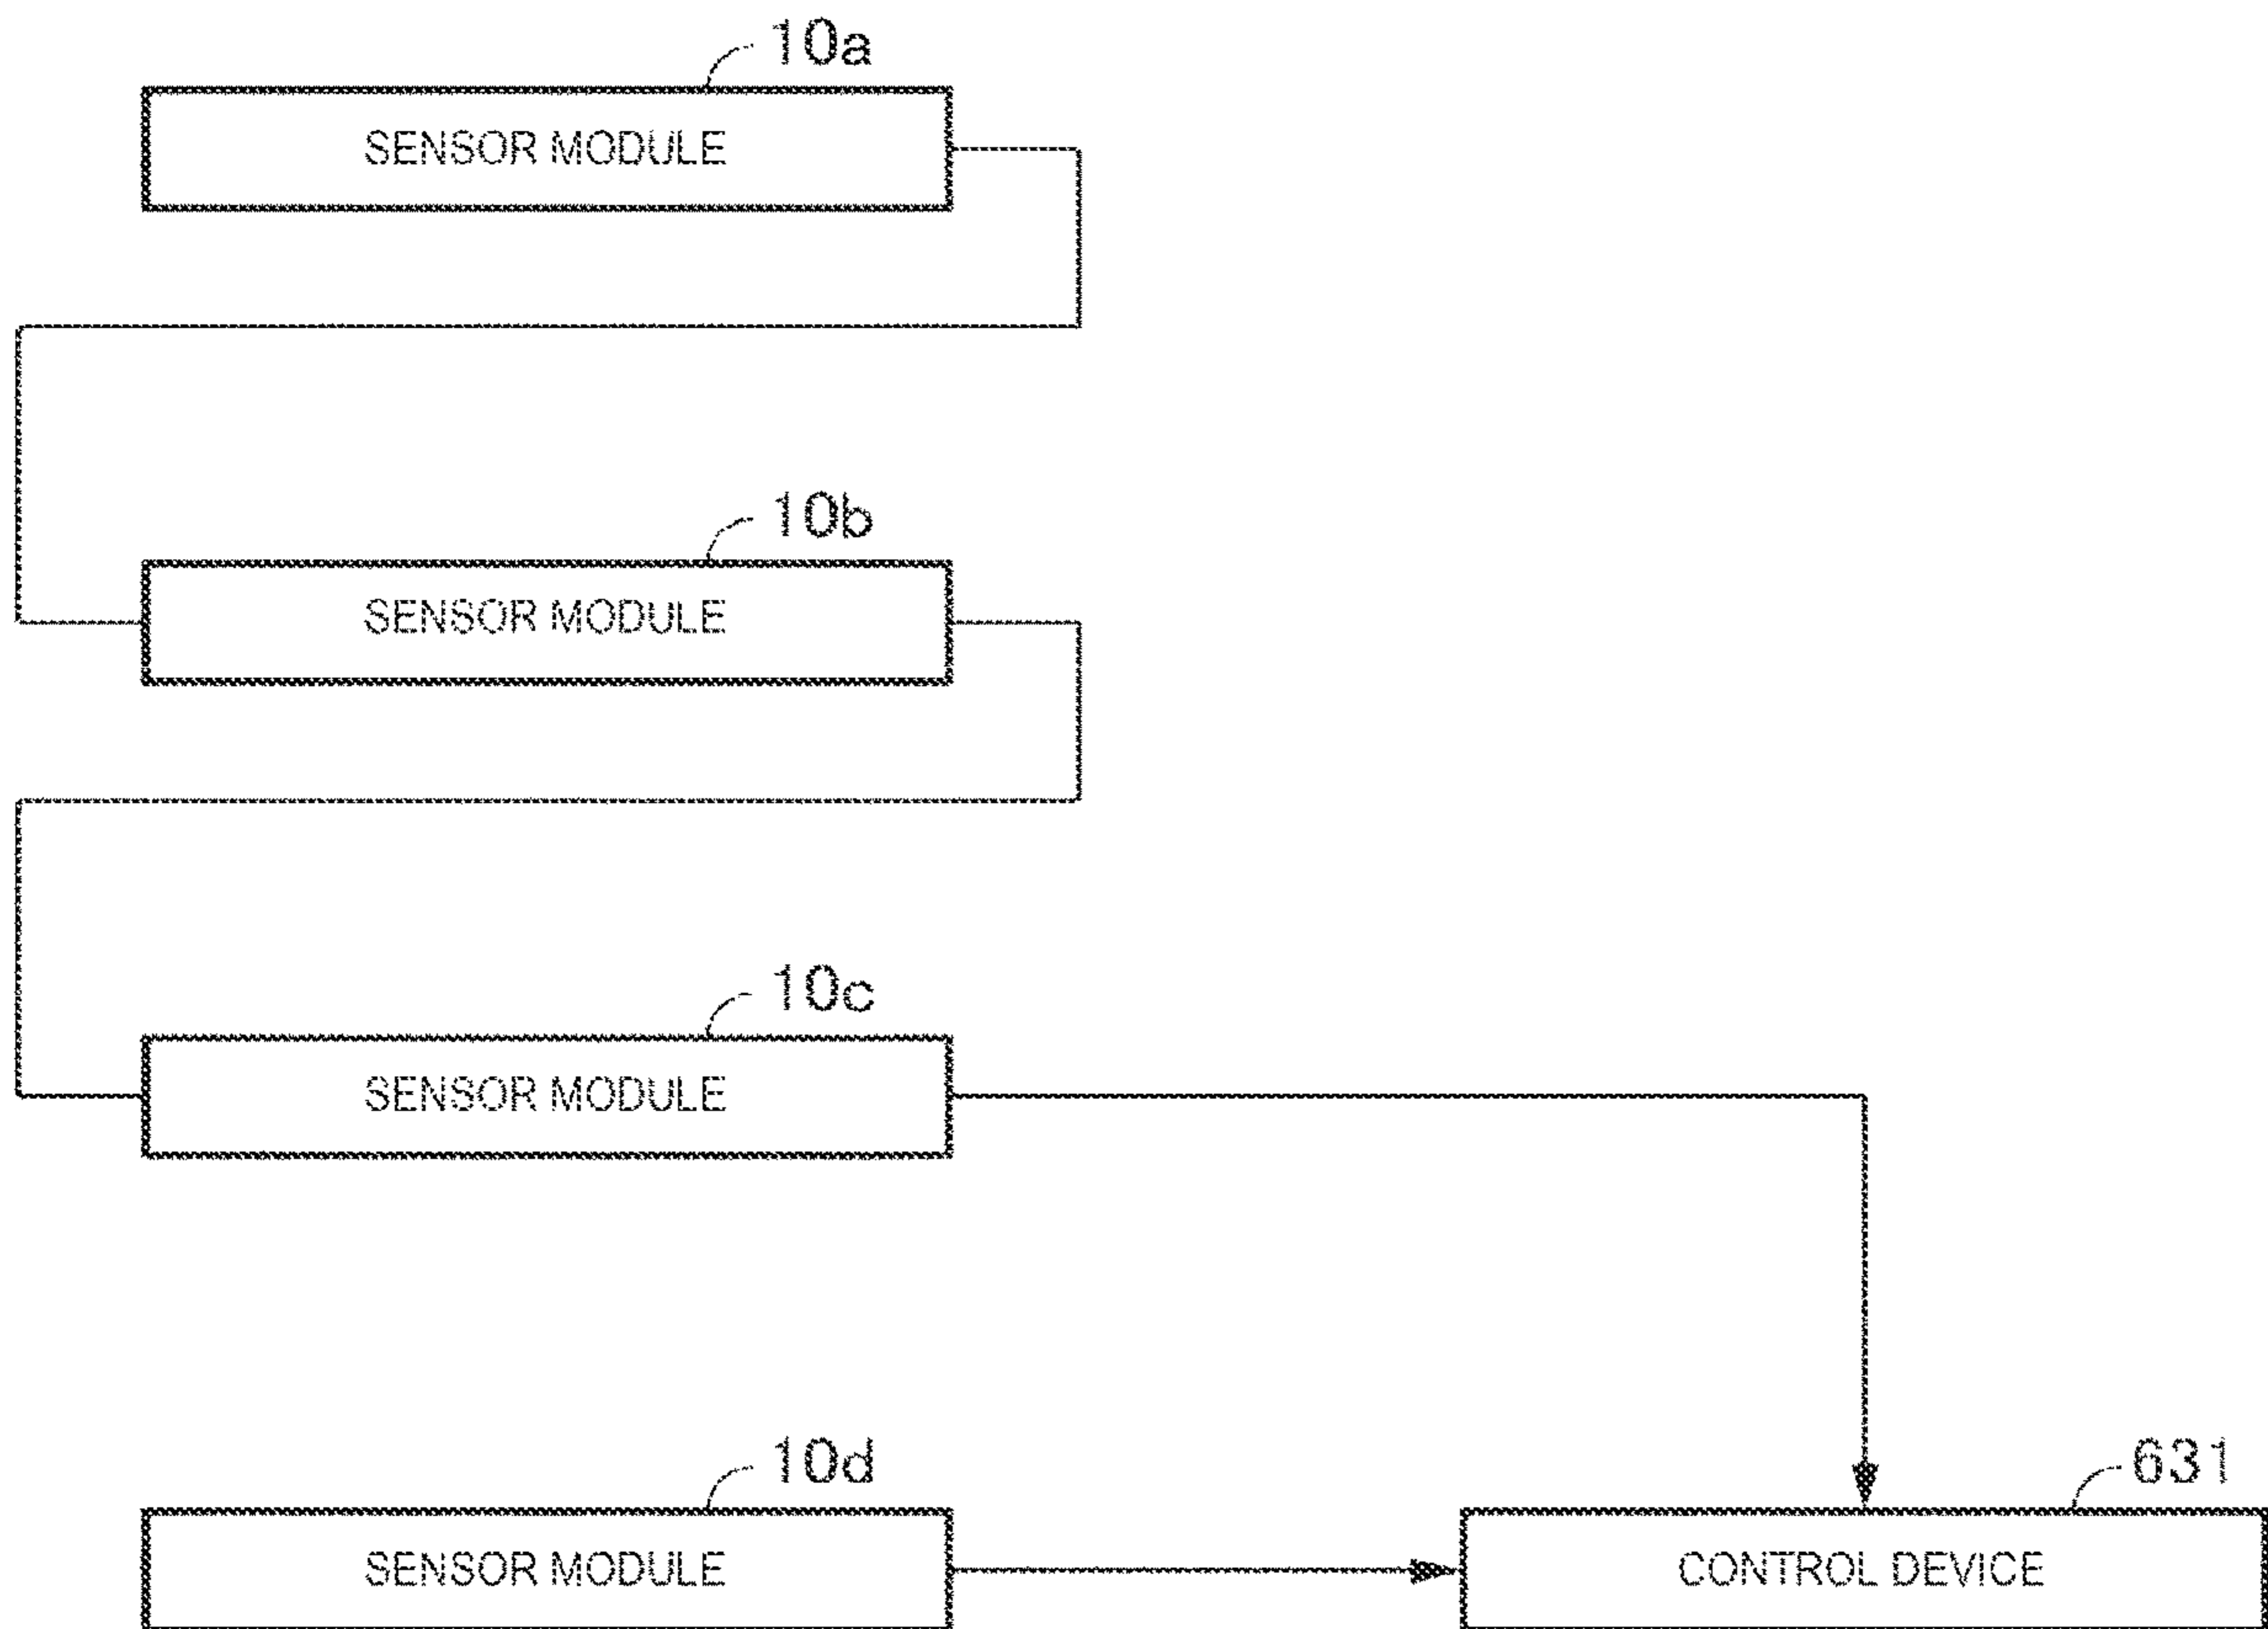 10a
SENSOR MODULE
10b
SENSOR MODULE
10c
SENSOR MODULE
10d
SENSOR MODULE
631
CONTROL DEVICE